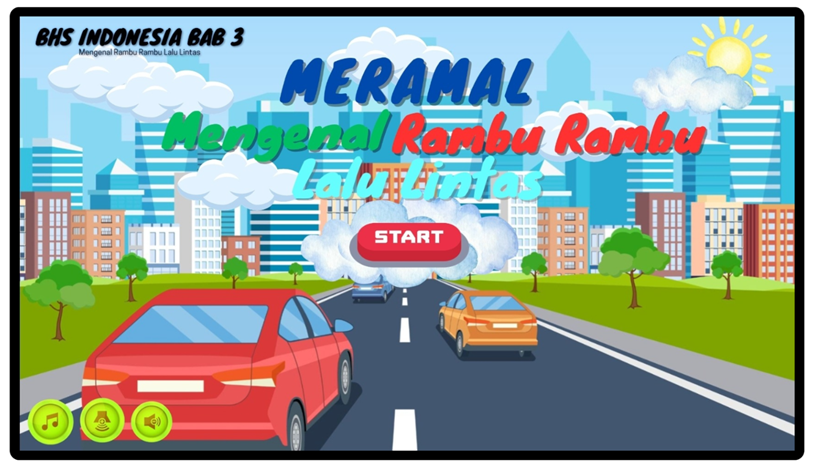 BHS INDONESIA BAB 3
Mengenal Rambu Rambu Lalu Lintas
MERAMAL
Mengenal Rambu Rambu
Lalu Lintas
START